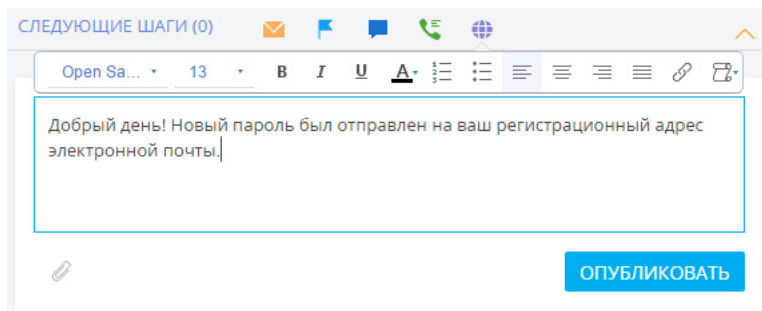 СЛЕДУЮЩИЕ ШАГИ (0)
Open Sa... 13 B I U A
Добрый день! Новый пароль был отправлен на ваш регистрационный адрес
электронной почты.
ОПУБЛИКОВАТЬ